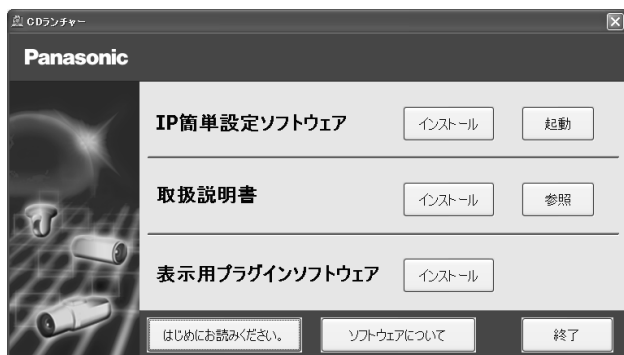 CDランチャー
Panasonic
IP簡単設定ソフトウェア インストール 起動
取扱説明書 インストール 参照
表示用プラグインソフトウェア インストール
はじめにお読みください。 ソフトウェアについて 終了